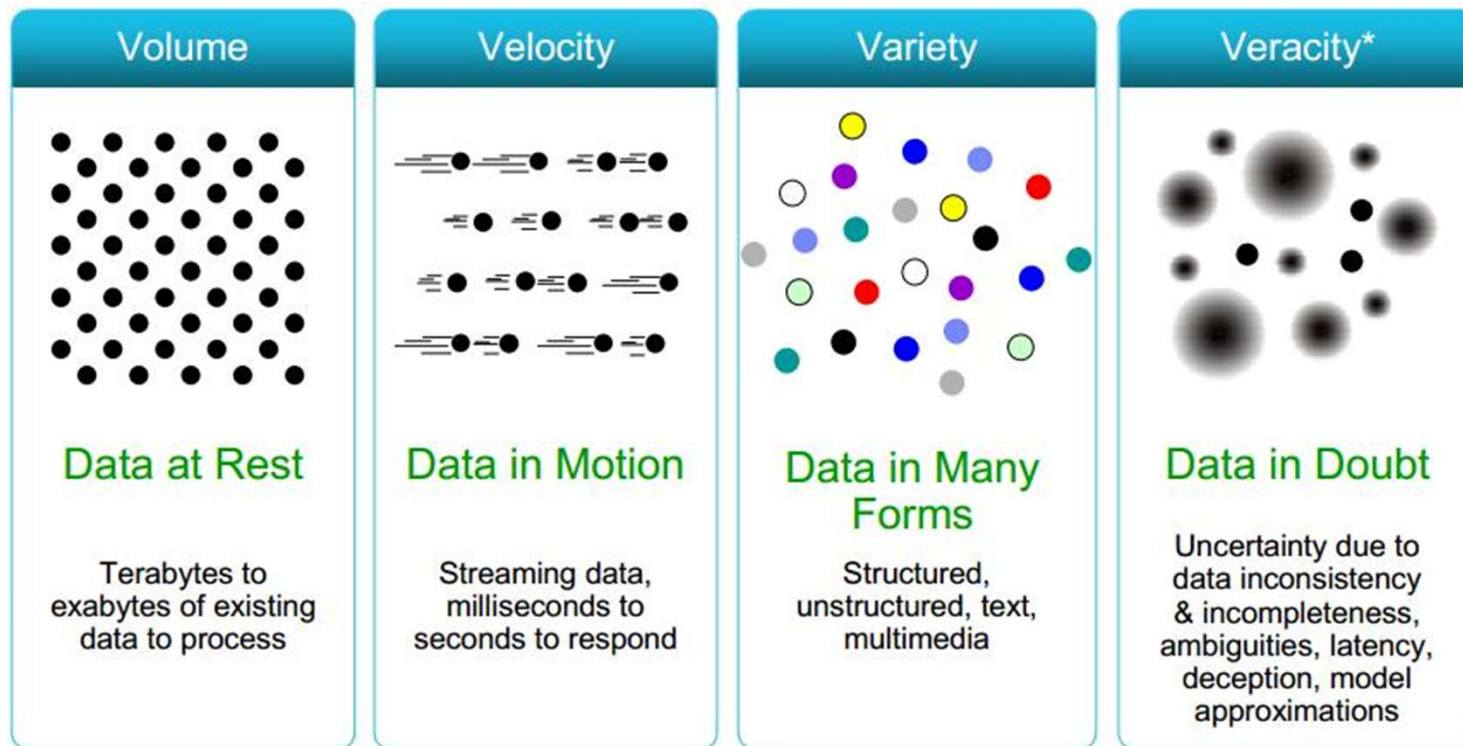 Volume
Data at Rest
Terabytes to
exabytes of existing
data to process
Velocity
Data in Motion
Streaming data,
milliseconds to
seconds to respond
Variety
Data in Many
Forms
Structured,
unstructured, text,
multimedia
Veracity*
Data in Doubt
Uncertainty due to
data inconsistency
& incompleteness,
ambiguities, latency,
deception, model
approximations